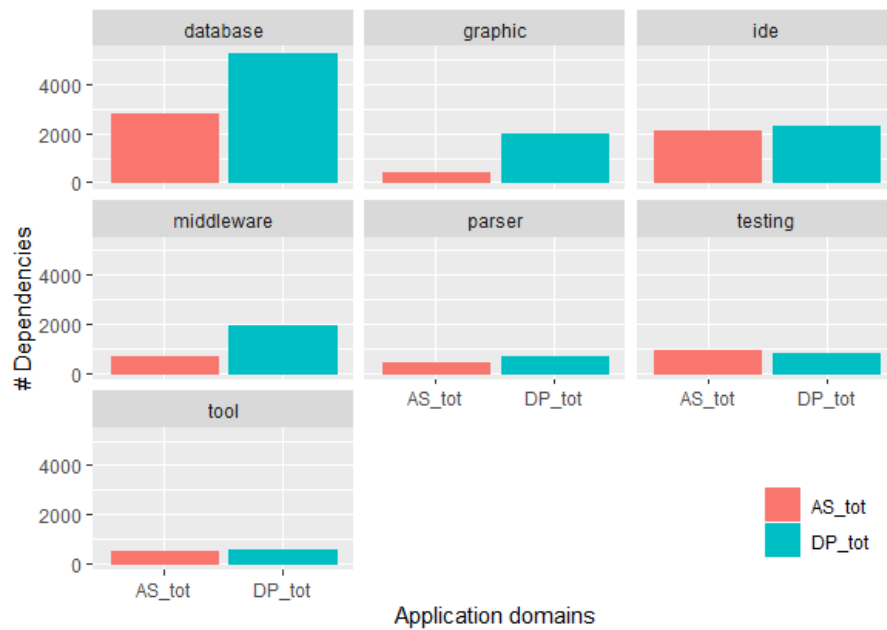 database graphic ide
4000
2000
0
middleware parser testing
4000
2000
0
AS_tot DP_tot AS_tot DP_tot
tool
4000
2000
0
AS_tot DP_tot
# Dependencies
Application domains
AS_tot
DP_tot